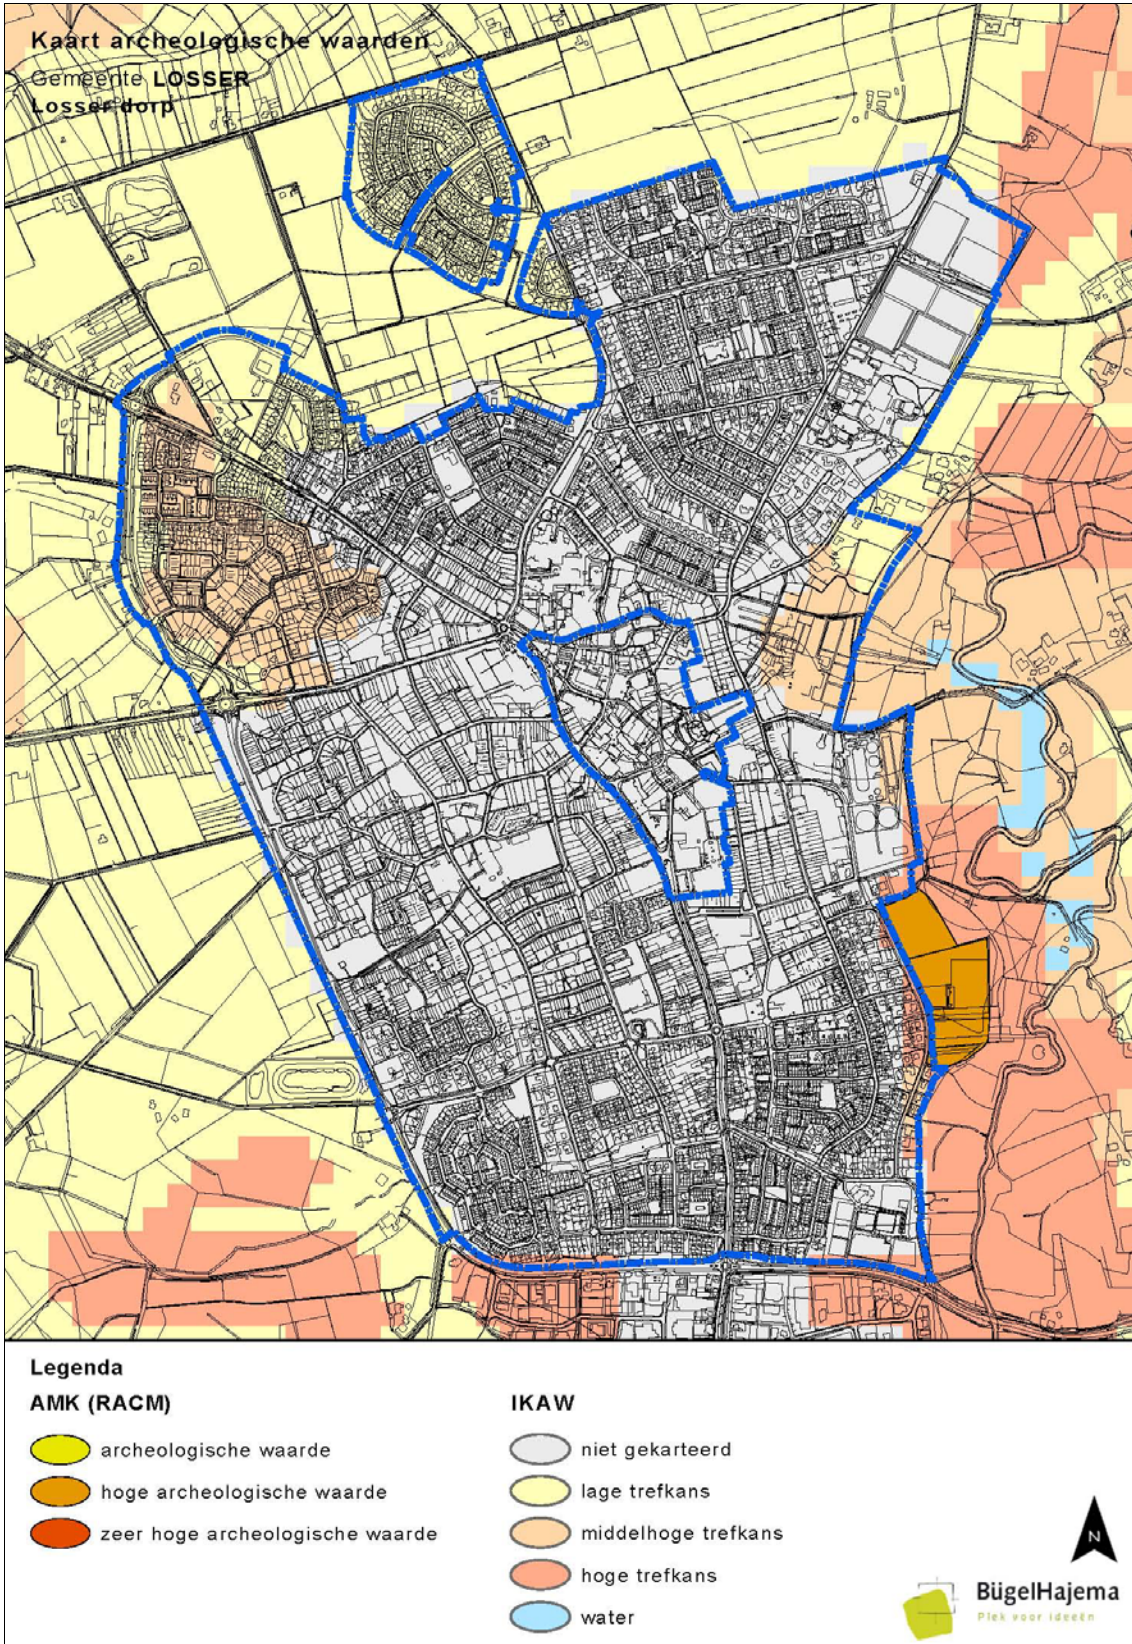 Kaart archeologische waarden
Gemeente LOSSER
Losser dorp
Legenda
AMK (RACM)
archeologische waarde
hoge archeologische waarde
zeer hoge archeologische waarde
IKAW
niet gekarteerd
lage trefkans
middelhoge trefkans
hoge trefkans
water
N
BügelHajema
Plek voor ideeën